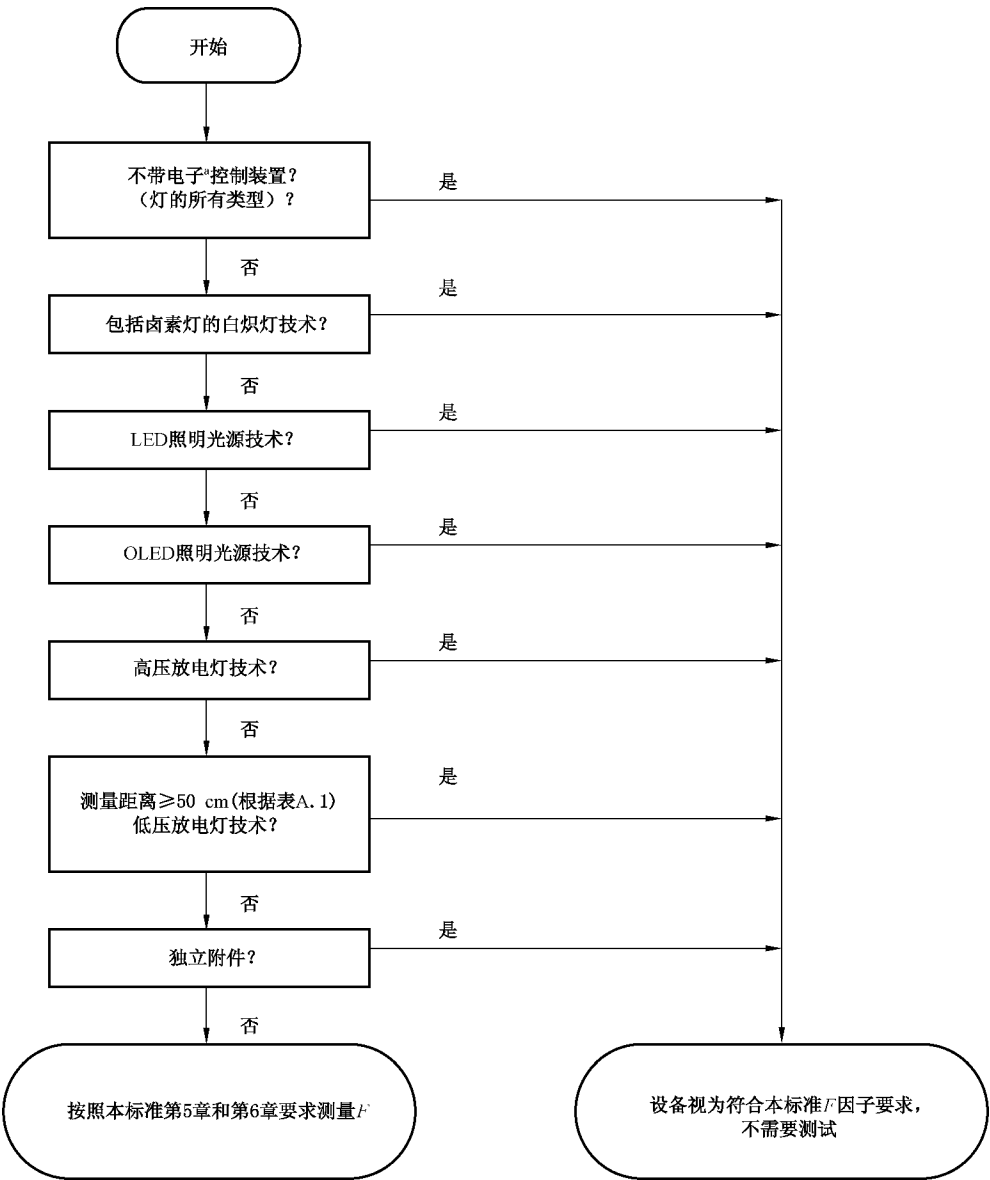 开始
不带电子ᵃ控制装置？
（灯的所有类型）？
是
否
包括卤素灯的白炽灯技术？
是
否
LED照明光源技术？
是
否
OLED照明光源技术？
是
否
高压放电灯技术？
是
否
测量距离≥50 cm(根据表A.1)
低压放电灯技术？
是
否
独立附件？
是
否
按照本标准第5章和第6章要求测量F
设备视为符合本标准F因子要求，
不需要测试